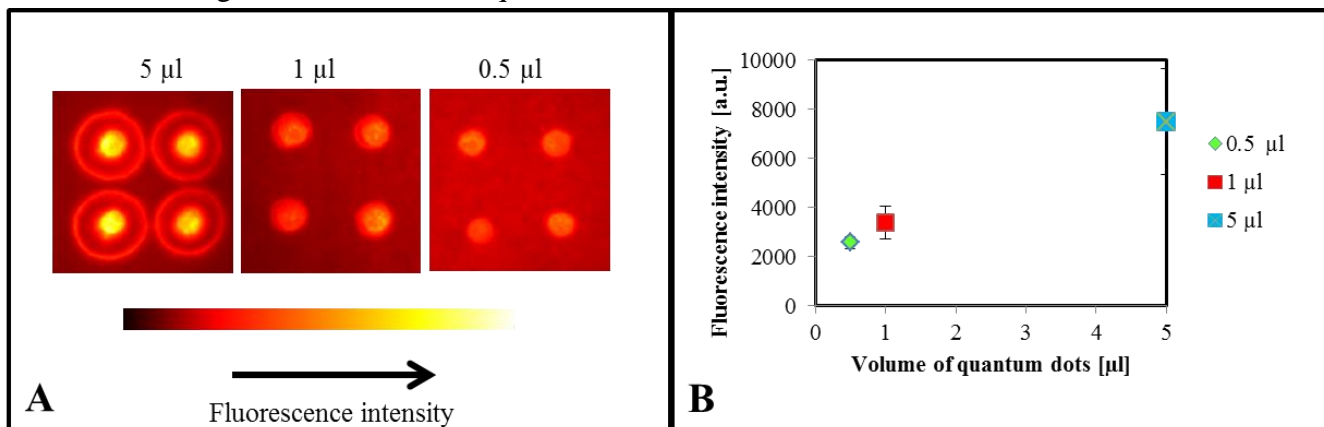 5 µl 1 µl 0.5 µl
A
Fluorescence intensity
Fluorescence intensity [a.u.]
10000
8000
6000
4000
2000
0
0 1 2 3 4 5
Volume of quantum dots [µl]
0.5 µl
1 µl
5 µl
B